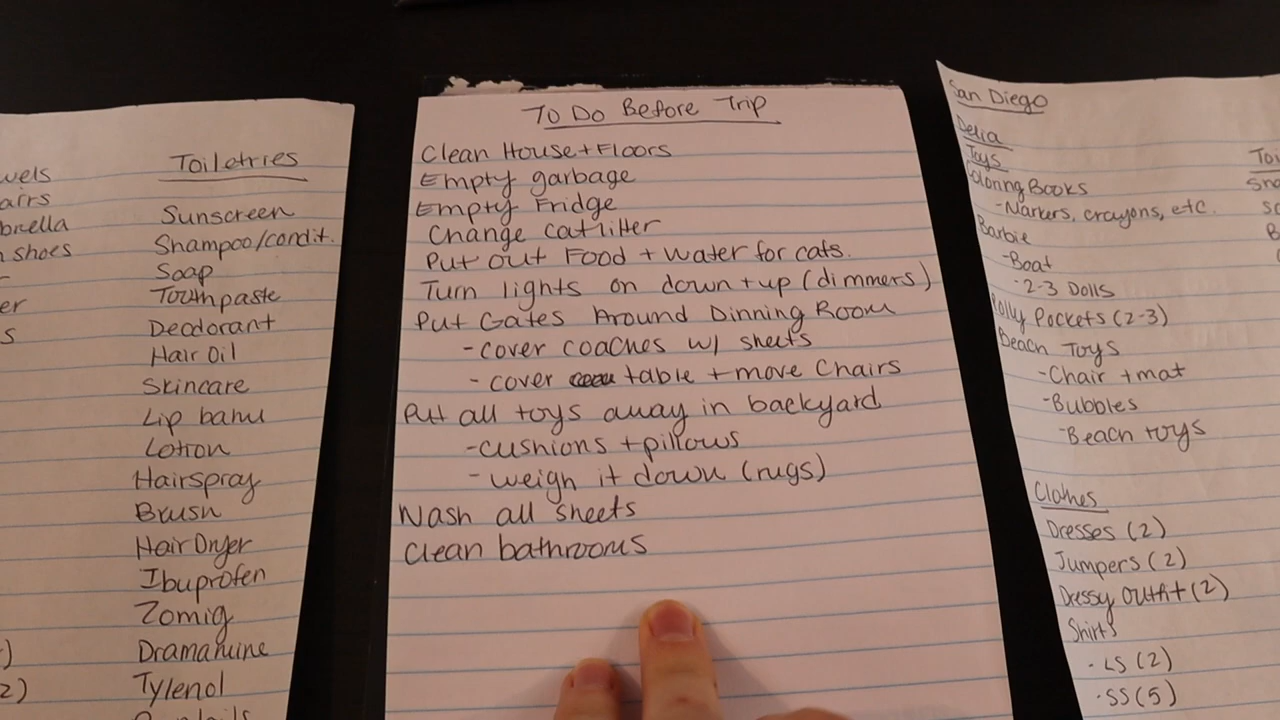 Toiletries
Sunscreen
Shampoo/condit.
Soap
Toothpaste
Deodorant
Hair Oil
Skincare
Lip balm
Lotion
Hairspray
Brush
Hair Dryer
Ibuprofen
Zomig
Dramamine
Tylenol
To Do Before Trip
Clean House + Floors
Empty garbage
Empty Fridge
Change cat litter
Put out Food + water for cats.
Turn lights on down + up (dimmers)
Put Gates Around Dinning Room
- cover coaches w/ sheets
- cover table + move Chairs
Put all toys away in backyard
- cushions + pillows
- weigh it down (rugs)
Wash all sheets
Clean bathrooms
San Diego
Delia
Toys
Coloring Books
- Markers, crayons, etc.
Barbie
- Boat
- 2-3 Dolls
Polly Pockets (2-3)
Beach Toys
- Chair + mat
- Bubbles
- Beach toys
Clothes
Dresses (2)
Jumpers (2)
Dressy outfit (2)
Shirts
- LS (2)
- SS (5)